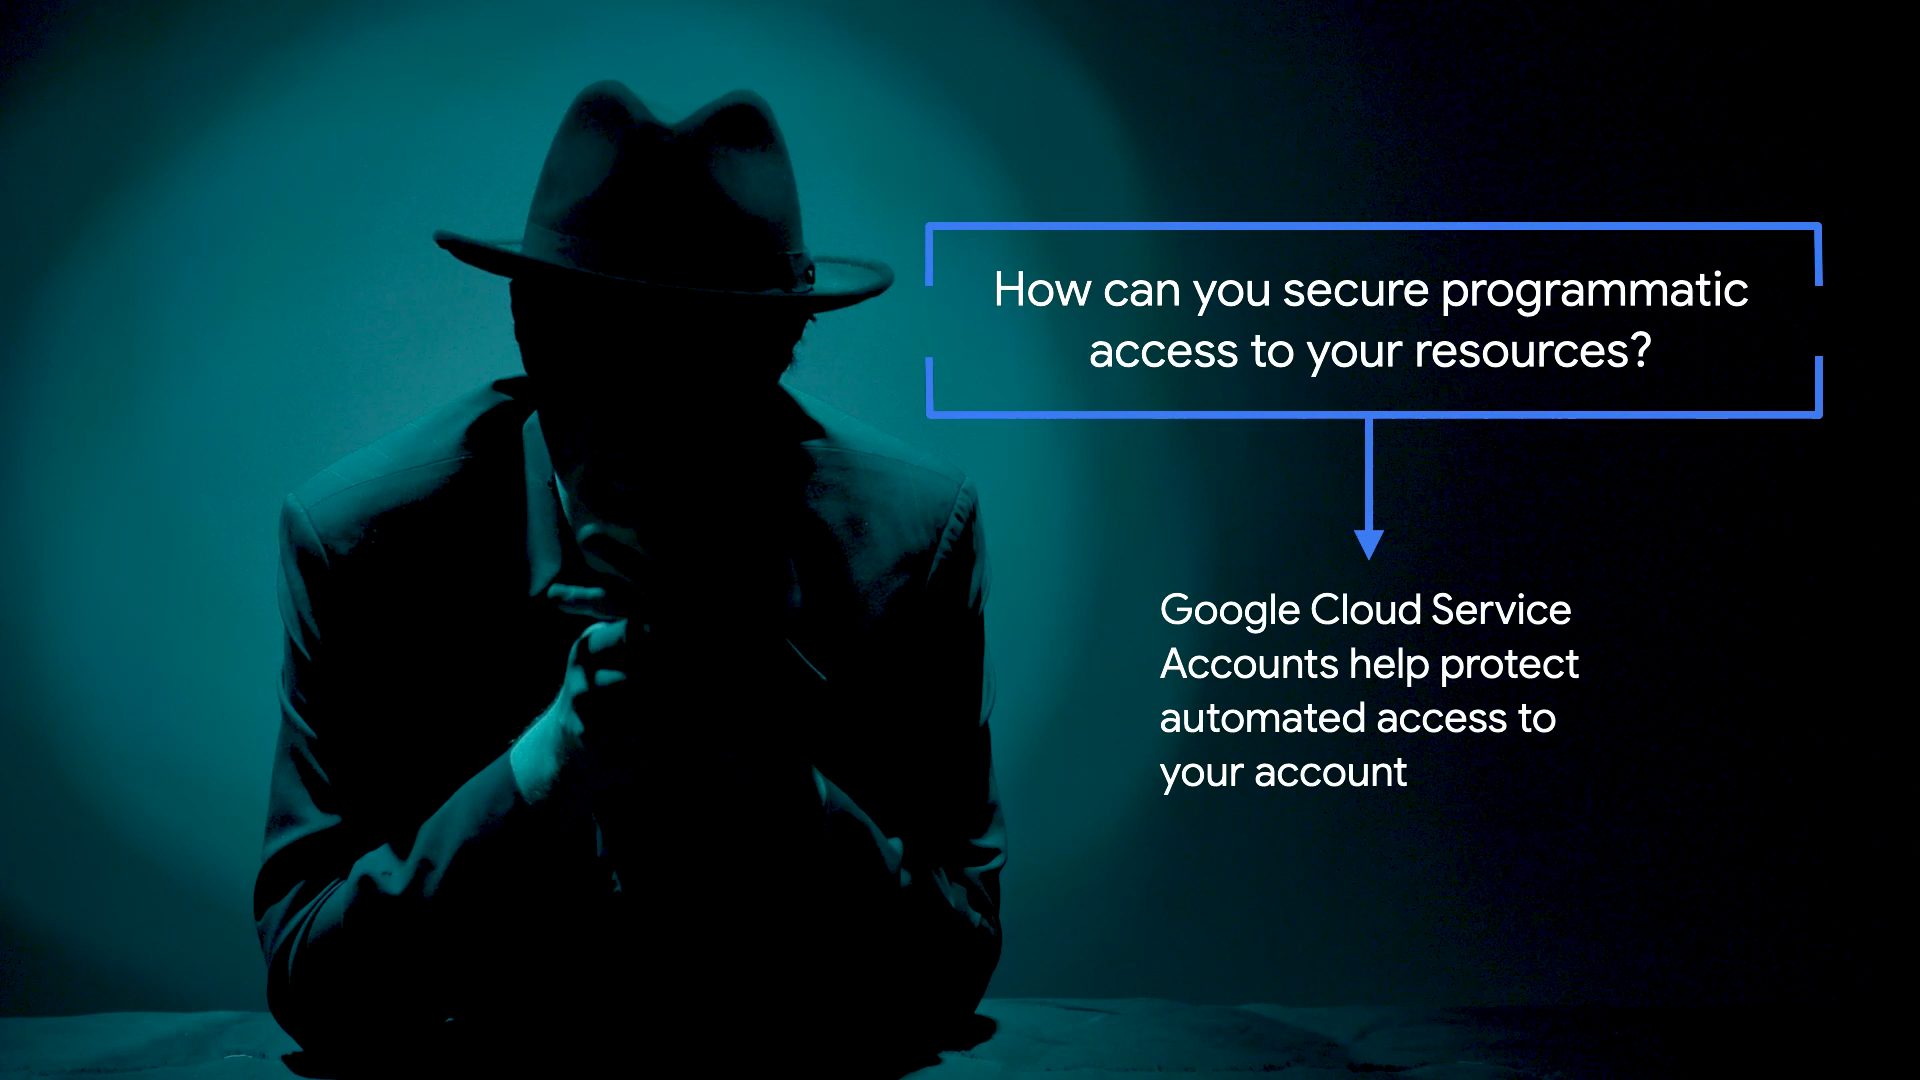 How can you secure programmatic
access to your resources?
Google Cloud Service
Accounts help protect
automated access to
your account